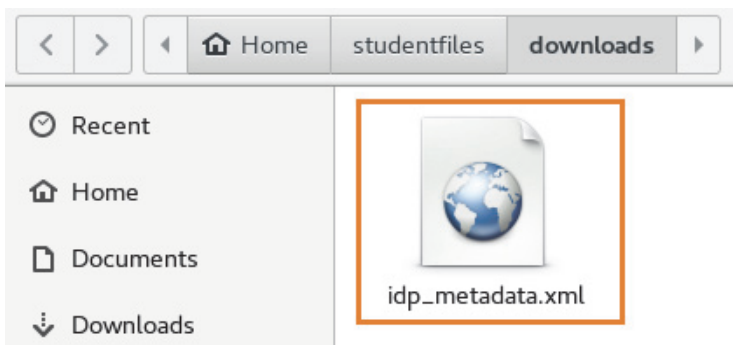 Home studentfiles downloads
Recent
Home
Documents
Downloads
idp_metadata.xml